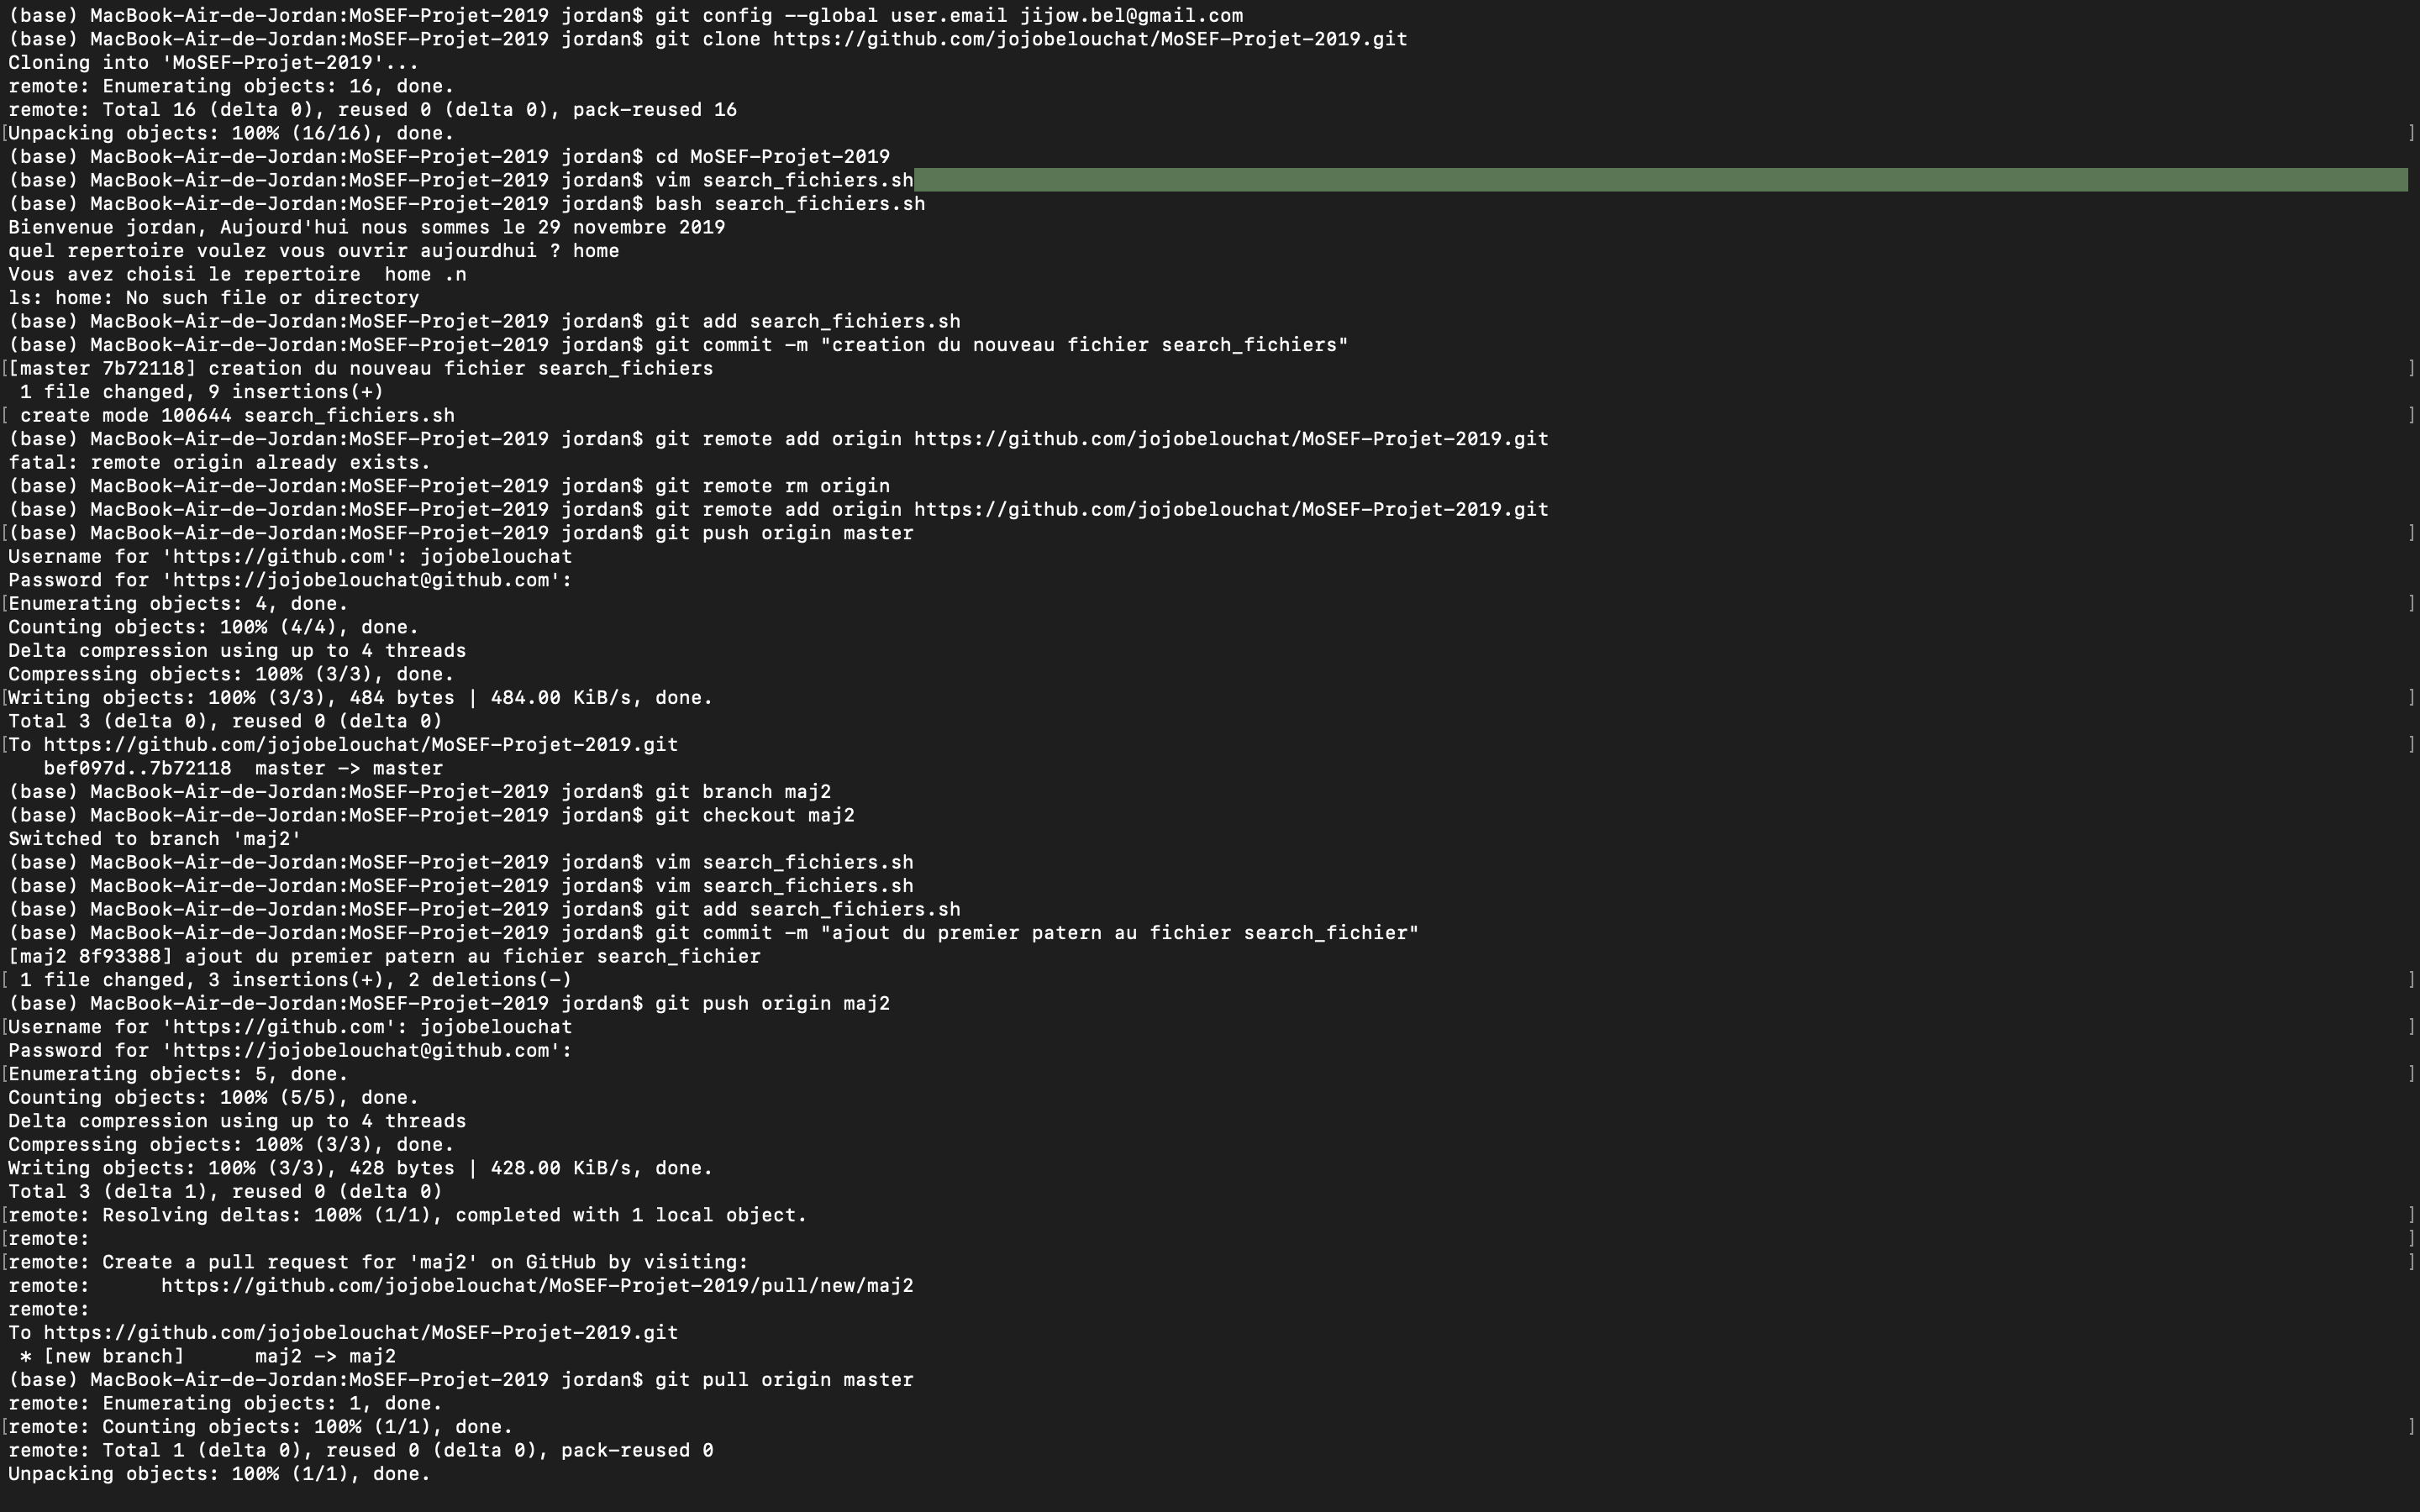 (base) MacBook-Air-de-Jordan:MoSEF-Projet-2019 jordan$ git config --global user.email jijow.bel@gmail.com
(base) MacBook-Air-de-Jordan:MoSEF-Projet-2019 jordan$ git clone https://github.com/jojobelouchat/MoSEF-Projet-2019.git
Cloning into 'MoSEF-Projet-2019'...
remote: Enumerating objects: 16, done.
remote: Total 16 (delta 0), reused 0 (delta 0), pack-reused 16
[Unpacking objects: 100% (16/16), done. ]
(base) MacBook-Air-de-Jordan:MoSEF-Projet-2019 jordan$ cd MoSEF-Projet-2019
(base) MacBook-Air-de-Jordan:MoSEF-Projet-2019 jordan$ vim search_fichiers.sh
(base) MacBook-Air-de-Jordan:MoSEF-Projet-2019 jordan$ bash search_fichiers.sh
Bienvenue jordan, Aujourd'hui nous sommes le 29 novembre 2019
quel repertoire voulez vous ouvrir aujourdhui ? home
Vous avez choisi le repertoire  home .n
ls: home: No such file or directory
(base) MacBook-Air-de-Jordan:MoSEF-Projet-2019 jordan$ git add search_fichiers.sh
(base) MacBook-Air-de-Jordan:MoSEF-Projet-2019 jordan$ git commit -m "creation du nouveau fichier search_fichiers"
[[master 7b72118] creation du nouveau fichier search_fichiers ]
 1 file changed, 9 insertions(+)
[ create mode 100644 search_fichiers.sh ]
(base) MacBook-Air-de-Jordan:MoSEF-Projet-2019 jordan$ git remote add origin https://github.com/jojobelouchat/MoSEF-Projet-2019.git
fatal: remote origin already exists.
(base) MacBook-Air-de-Jordan:MoSEF-Projet-2019 jordan$ git remote rm origin
(base) MacBook-Air-de-Jordan:MoSEF-Projet-2019 jordan$ git remote add origin https://github.com/jojobelouchat/MoSEF-Projet-2019.git
[(base) MacBook-Air-de-Jordan:MoSEF-Projet-2019 jordan$ git push origin master ]
Username for 'https://github.com': jojobelouchat
Password for 'https://jojobelouchat@github.com':
[Enumerating objects: 4, done. ]
Counting objects: 100% (4/4), done.
Delta compression using up to 4 threads
Compressing objects: 100% (3/3), done.
[Writing objects: 100% (3/3), 484 bytes | 484.00 KiB/s, done. ]
Total 3 (delta 0), reused 0 (delta 0)
[To https://github.com/jojobelouchat/MoSEF-Projet-2019.git ]
   bef097d..7b72118  master -> master
(base) MacBook-Air-de-Jordan:MoSEF-Projet-2019 jordan$ git branch maj2
(base) MacBook-Air-de-Jordan:MoSEF-Projet-2019 jordan$ git checkout maj2
Switched to branch 'maj2'
(base) MacBook-Air-de-Jordan:MoSEF-Projet-2019 jordan$ vim search_fichiers.sh
(base) MacBook-Air-de-Jordan:MoSEF-Projet-2019 jordan$ vim search_fichiers.sh
(base) MacBook-Air-de-Jordan:MoSEF-Projet-2019 jordan$ git add search_fichiers.sh
(base) MacBook-Air-de-Jordan:MoSEF-Projet-2019 jordan$ git commit -m "ajout du premier patern au fichier search_fichier"
[maj2 8f93388] ajout du premier patern au fichier search_fichier
[ 1 file changed, 3 insertions(+), 2 deletions(-) ]
(base) MacBook-Air-de-Jordan:MoSEF-Projet-2019 jordan$ git push origin maj2
[Username for 'https://github.com': jojobelouchat ]
Password for 'https://jojobelouchat@github.com':
[Enumerating objects: 5, done. ]
Counting objects: 100% (5/5), done.
Delta compression using up to 4 threads
Compressing objects: 100% (3/3), done.
Writing objects: 100% (3/3), 428 bytes | 428.00 KiB/s, done.
Total 3 (delta 1), reused 0 (delta 0)
[remote: Resolving deltas: 100% (1/1), completed with 1 local object. ]
[remote: ]
[remote: Create a pull request for 'maj2' on GitHub by visiting: ]
remote:      https://github.com/jojobelouchat/MoSEF-Projet-2019/pull/new/maj2
remote:
To https://github.com/jojobelouchat/MoSEF-Projet-2019.git
 * [new branch]      maj2 -> maj2
(base) MacBook-Air-de-Jordan:MoSEF-Projet-2019 jordan$ git pull origin master
remote: Enumerating objects: 1, done.
[remote: Counting objects: 100% (1/1), done. ]
remote: Total 1 (delta 0), reused 0 (delta 0), pack-reused 0
Unpacking objects: 100% (1/1), done.